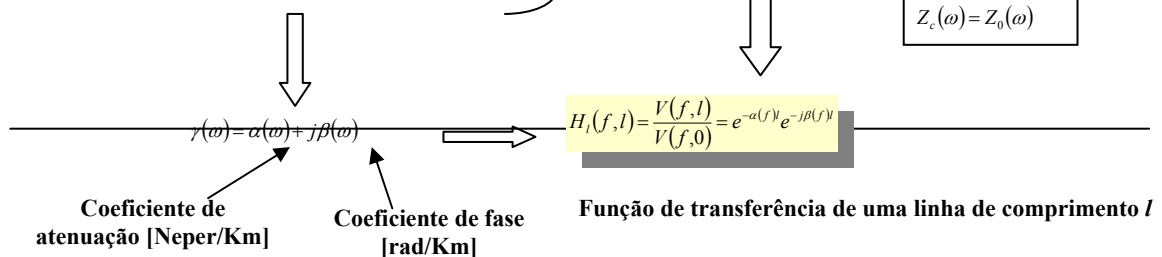 Z_c(ω) = Z_0(ω)
γ(ω) = α(ω) + jβ(ω)
H_l(f,l) = V(f,l) / V(f,0) = e^{-α(f)l} e^{-jβ(f)l}
Coeficiente de
atenuação [Neper/Km]
Coeficiente de fase
[rad/Km]
Função de transferência de uma linha de comprimento l